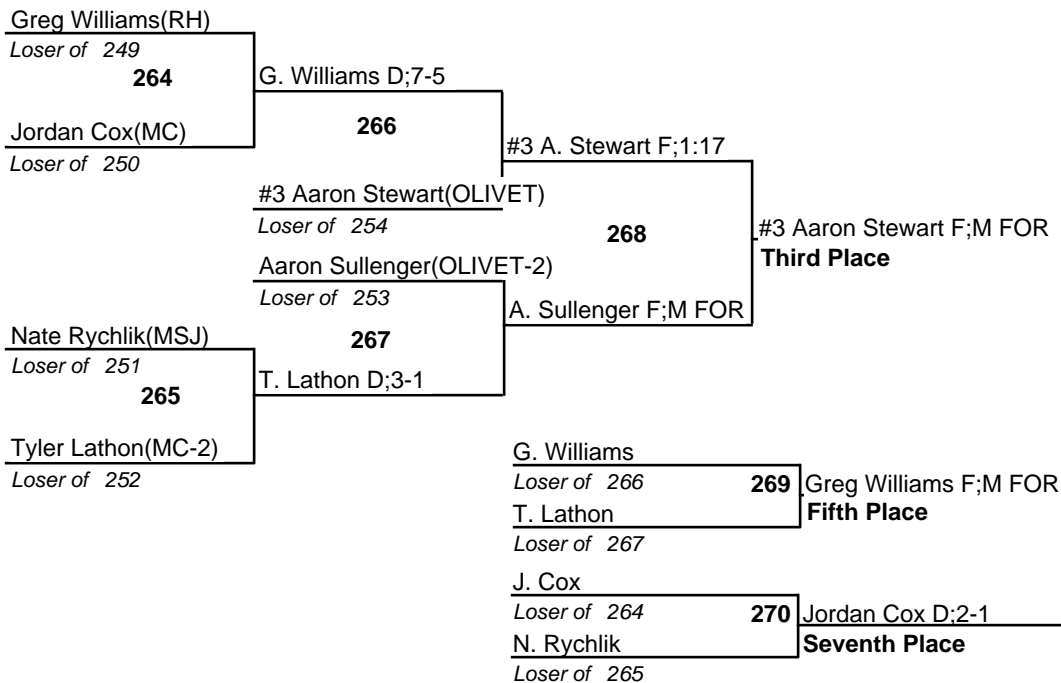 Greg Williams(RH)
Loser of 249
264
G. Williams D;7-5
Jordan Cox(MC)
Loser of 250
266
#3 A. Stewart F;1:17
#3 Aaron Stewart(OLIVET)
Loser of 254
268
#3 Aaron Stewart F;M FOR
Third Place
Aaron Sullenger(OLIVET-2)
Loser of 253
A. Sullenger F;M FOR
Nate Rychlik(MSJ)
Loser of 251
267
265
T. Lathon D;3-1
Tyler Lathon(MC-2)
Loser of 252
G. Williams
Loser of 266
269
Greg Williams F;M FOR
Fifth Place
T. Lathon
Loser of 267
J. Cox
Loser of 264
270
Jordan Cox D;2-1
Seventh Place
N. Rychlik
Loser of 265